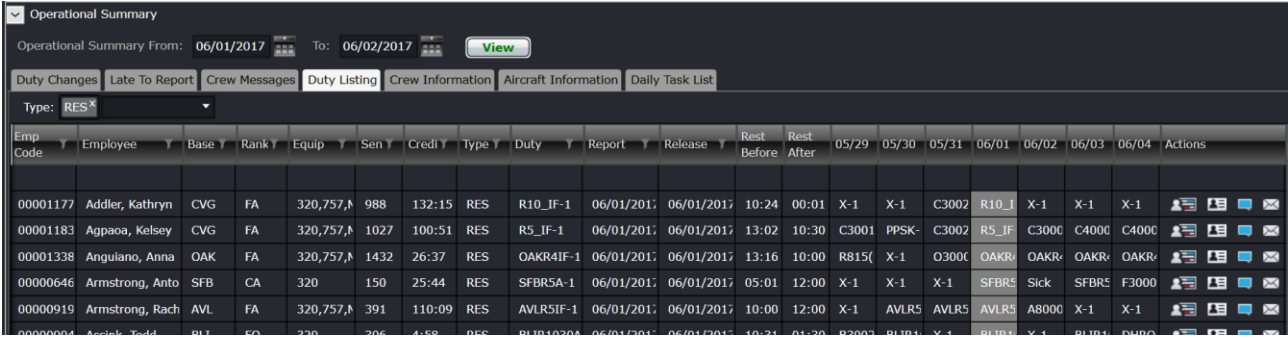 Operational Summary
Operational Summary From: 06/01/2017 To: 06/02/2017 View
Duty Changes Late To Report Crew Messages Duty Listing Crew Information Aircraft Information Daily Task List
Type: RES x
Emp Code Employee Base Rank Equip Sen Credi Type Duty Report Release Rest Before Rest After 05/29 05/30 05/31 06/01 06/02 06/03 06/04 Actions
00001177 Addler, Kathryn CVG FA 320,757,M 988 132:15 RES R10_IF-1 06/01/201 06/01/2017 10:24 00:01 X-1 X-1 C3002 R10_I X-1 X-1 X-1
00001183 Agpaoa, Kelsey CVG FA 320,757,M 1027 100:51 RES R5_IF-1 06/01/201 06/01/2017 13:02 10:30 C3001 PPSK- C3002 R5_IF C3000 C4000 C4000
00001338 Anguiano, Anna OAK FA 320,757,M 1432 26:37 RES OAKR4IF-1 06/01/201 06/01/2017 13:16 10:00 R815( X-1 O3000 OAKR4 OAKR4 OAKR4 OAKR4
00000646 Armstrong, Anto SFB CA 320 150 25:44 RES SFBR5A-1 06/01/201 06/01/2017 05:01 12:00 X-1 X-1 X-1 SFBR5 Sick SFBR5 F3000
00000919 Armstrong, Rach AVL FA 320,757,M 391 110:09 RES AVLR5IF-1 06/01/201 06/01/2017 10:00 12:00 X-1 AVLR5 AVLR5 AVLR5 A8000 X-1 X-1